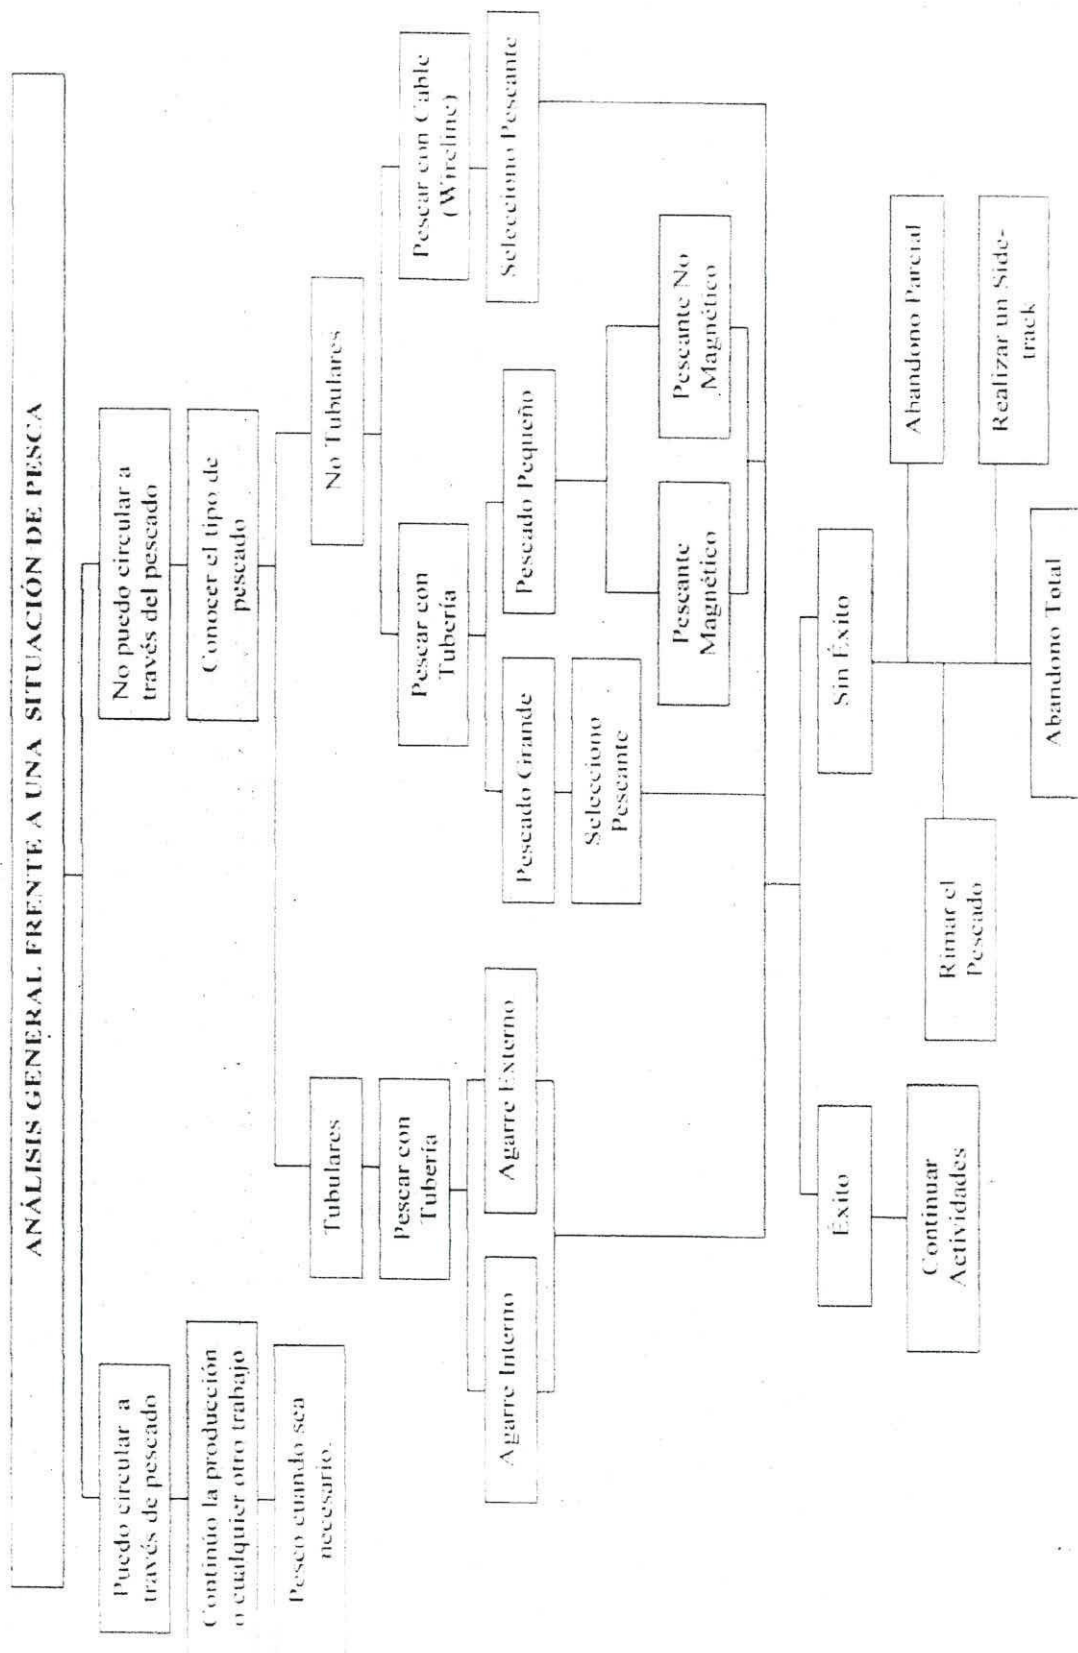 ANÁLISIS GENERAL FRENTE A UNA SITUACIÓN DE PESCA
Puedo circular a
través de pescado
Continúo la producción
o cualquier otro trabajo
Pesco cuando sea
necesario.
No puedo circular a
través del pescado
Conocer el tipo de
pescado
Tubulares
Pescar con
Tubería
Agarre Interno
Agarre Externo
No Tubulares
Pescar con
Tubería
Pescado Grande
Selecciono
Pescante
Pescado Pequeño
Pescante
Magnético
Pescante No
Magnético
Pescar con Cable
(Wireline)
Selecciono Pescante
Éxito
Continuar
Actividades
Sin Éxito
Rimar el
Pescado
Abandono Parcial
Realizar un Side-
track
Abandono Total